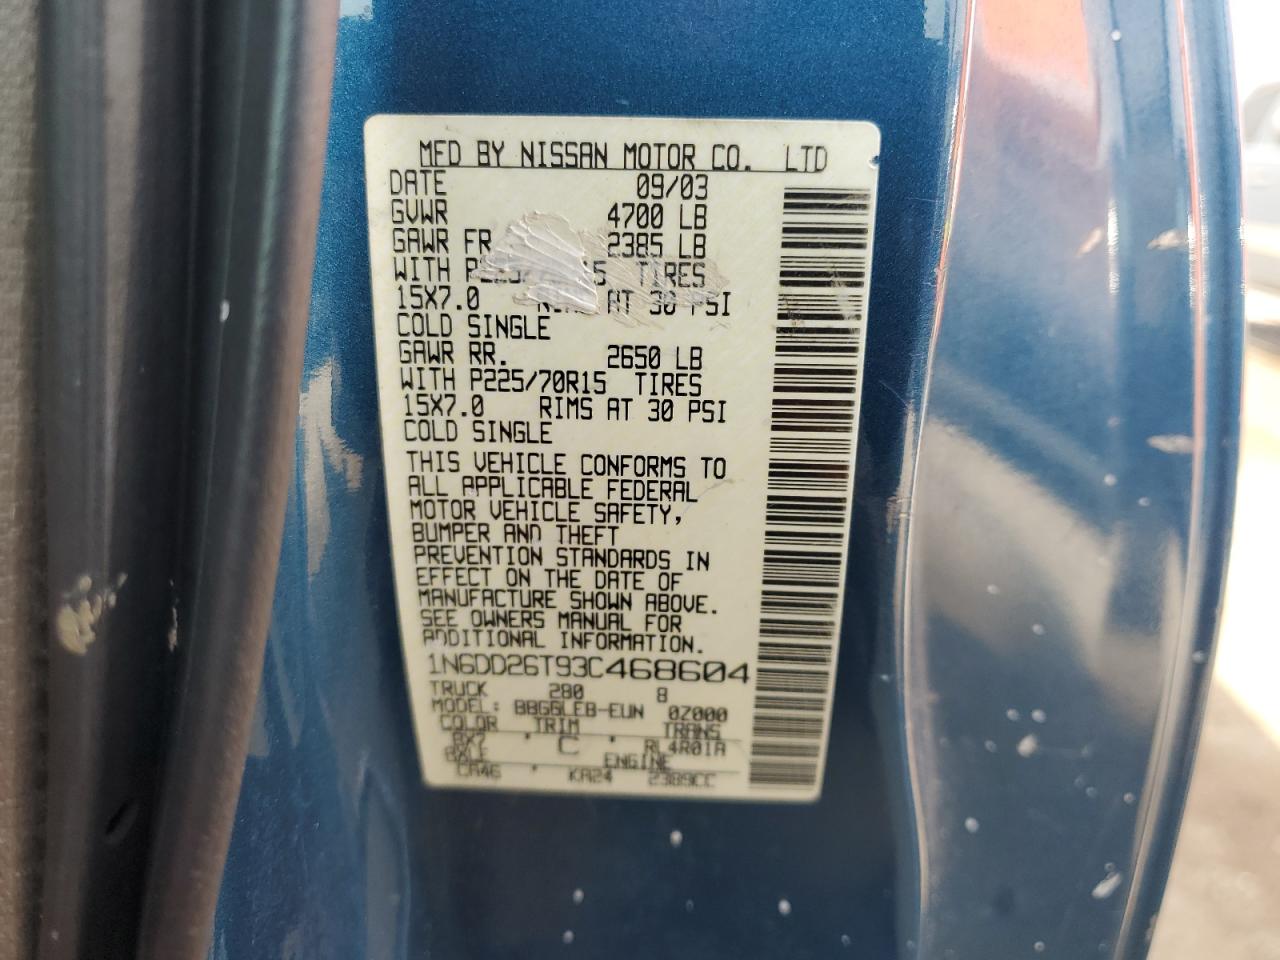 MFD BY NISSAN MOTOR CO. LTD
DATE 09/03
GVWR 4700 LB
GAWR FR 2385 LB
WITH TIRES
15X7.0 RIMS AT 30 PSI
COLD SINGLE
GAWR RR. 2650 LB
WITH P225/70R15 TIRES
15X7.0 RIMS AT 30 PSI
COLD SINGLE
THIS VEHICLE CONFORMS TO
ALL APPLICABLE FEDERAL
MOTOR VEHICLE SAFETY,
BUMPER AND THEFT
PREVENTION STANDARDS IN
EFFECT ON THE DATE OF
MANUFACTURE SHOWN ABOVE.
SEE OWNERS MANUAL FOR
ADDITIONAL INFORMATION.
1N6DD26T93C468604
TRUCK 280 8
MODEL: 0Z000
COLOR TRIM TRANS
C RL4R01A
AXLE ENGINE
CA46 KA24 2389CC